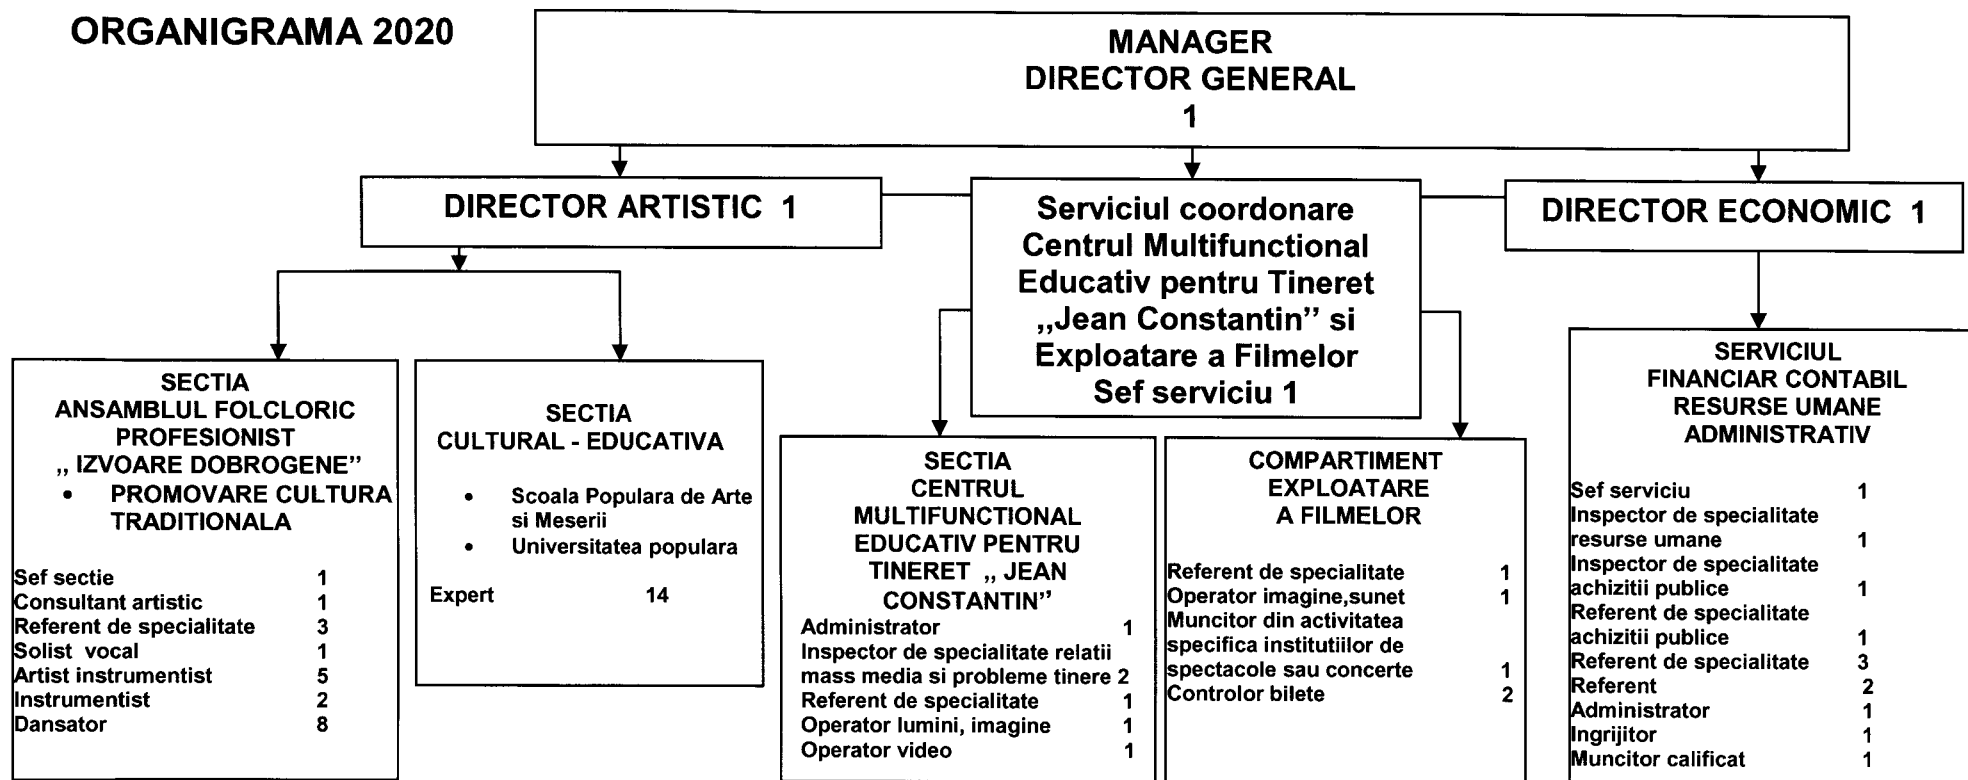 ORGANIGRAMA 2020
MANAGER
DIRECTOR GENERAL
1
DIRECTOR ARTISTIC 1
Serviciul coordonare
Centrul Multifunctional
Educativ pentru Tineret
,,Jean Constantin’’ si
Exploatare a Filmelor
Sef serviciu 1
DIRECTOR ECONOMIC 1
SECTIA
ANSAMBLUL FOLCLORIC
PROFESIONIST
,, IZVOARE DOBROGENE’’
• PROMOVARE CULTURA
TRADITIONALA
Sef sectie 1
Consultant artistic 1
Referent de specialitate 3
Solist vocal 1
Artist instrumentist 5
Instrumentist 2
Dansator 8
SECTIA
CULTURAL - EDUCATIVA
• Scoala Populara de Arte
si Meserii
• Universitatea populara
Expert 14
SECTIA
CENTRUL
MULTIFUNCTIONAL
EDUCATIV PENTRU
TINERET ,, JEAN
CONSTANTIN’’
Administrator 1
Inspector de specialitate relatii
mass media si probleme tinere 2
Referent de specialitate 1
Operator lumini, imagine 1
Operator video 1
COMPARTIMENT
EXPLOATARE
A FILMELOR
Referent de specialitate 1
Operator imagine,sunet 1
Muncitor din activitatea
specifica institutiilor de
spectacole sau concerte 1
Controlor bilete 2
SERVICIUL
FINANCIAR CONTABIL
RESURSE UMANE
ADMINISTRATIV
Sef serviciu 1
Inspector de specialitate
resurse umane 1
Inspector de specialitate
achizitii publice 1
Referent de specialitate
achizitii publice 1
Referent de specialitate 3
Referent 2
Administrator 1
Ingrijitor 1
Muncitor calificat 1